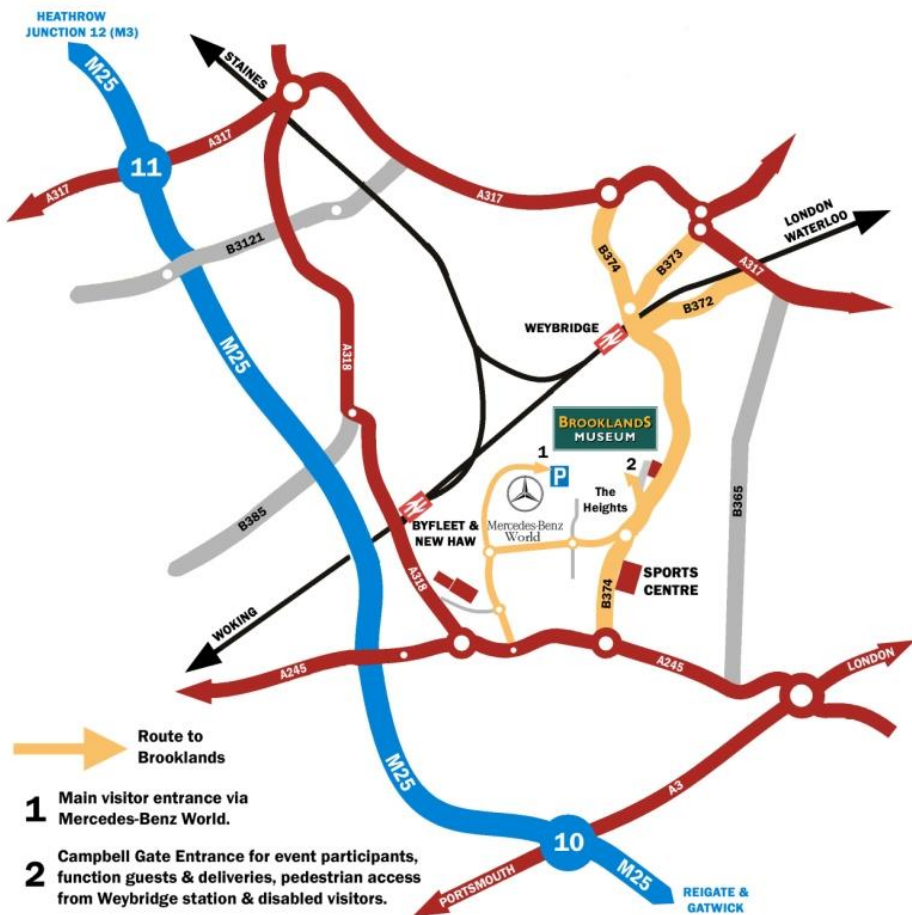 HEATHROW
JUNCTION 12 (M3)
M25
STAINES
A317
11
A317
A317
B3121
B374
B373
LONDON
WATERLOO
A317
B372
WEYBRIDGE
M25
A318
BROOKLANDS
MUSEUM
1
P
2
The
Heights
B365
B385
BYFLEET &
NEW HAW
Mercedes-Benz
World
A318
SPORTS
CENTRE
B374
WOKING
A245
A245
LONDON
Route to
Brooklands
M25
A3
1 Main visitor entrance via
Mercedes-Benz World.
10
2 Campbell Gate Entrance for event participants,
function guests & deliveries, pedestrian access
from Weybridge station & disabled visitors.
PORTSMOUTH
M25
REIGATE &
GATWICK